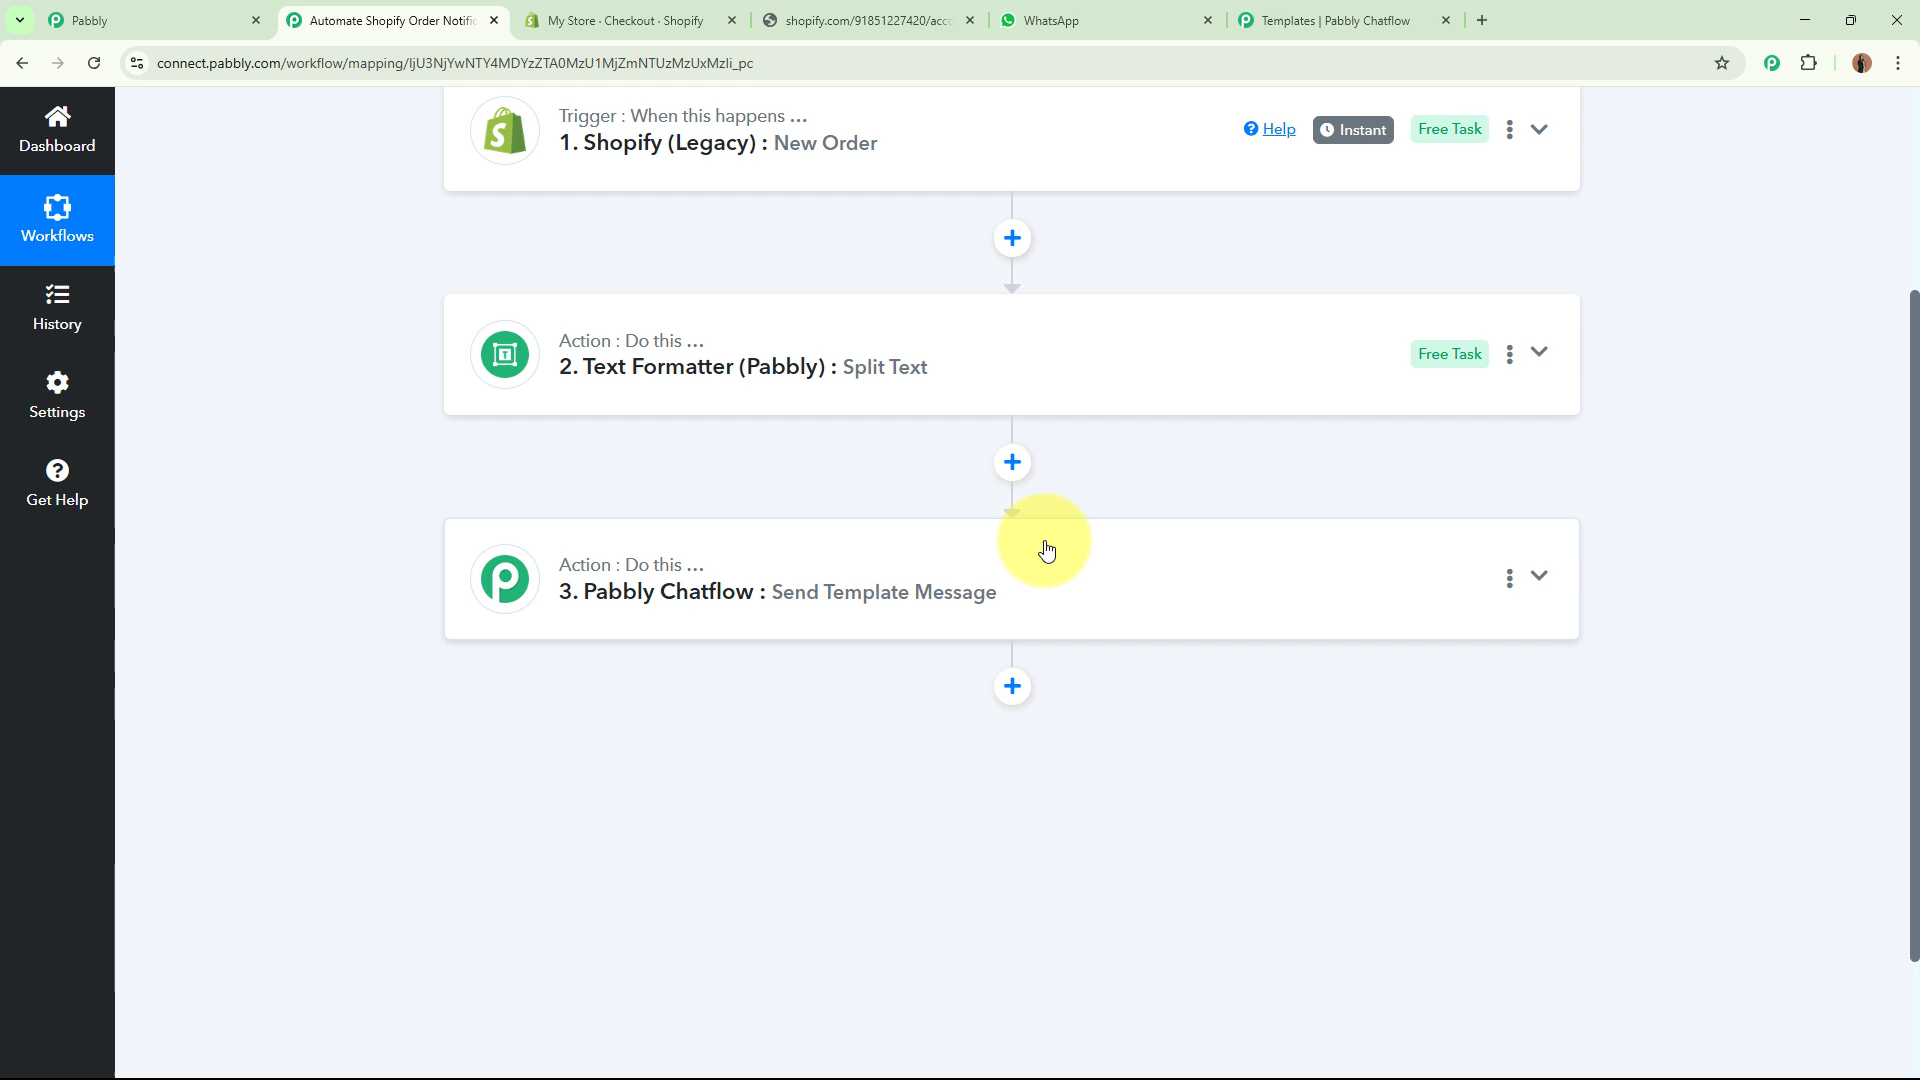 Pabbly
Automate Shopify Order Notific
My Store - Checkout - Shopify
shopify.com/91851227420/acc
WhatsApp
Templates | Pabbly Chatflow
connect.pabbly.com/workflow/mapping/IjU3NjYwNTY4MDYzZTA0MzU1MjZmNTUzMzUxMzIi_pc
Dashboard
Workflows
History
Settings
Get Help
Trigger : When this happens ...
1. Shopify (Legacy) : New Order
Help
Instant
Free Task
Action : Do this ...
2. Text Formatter (Pabbly) : Split Text
Free Task
Action : Do this ...
3. Pabbly Chatflow : Send Template Message